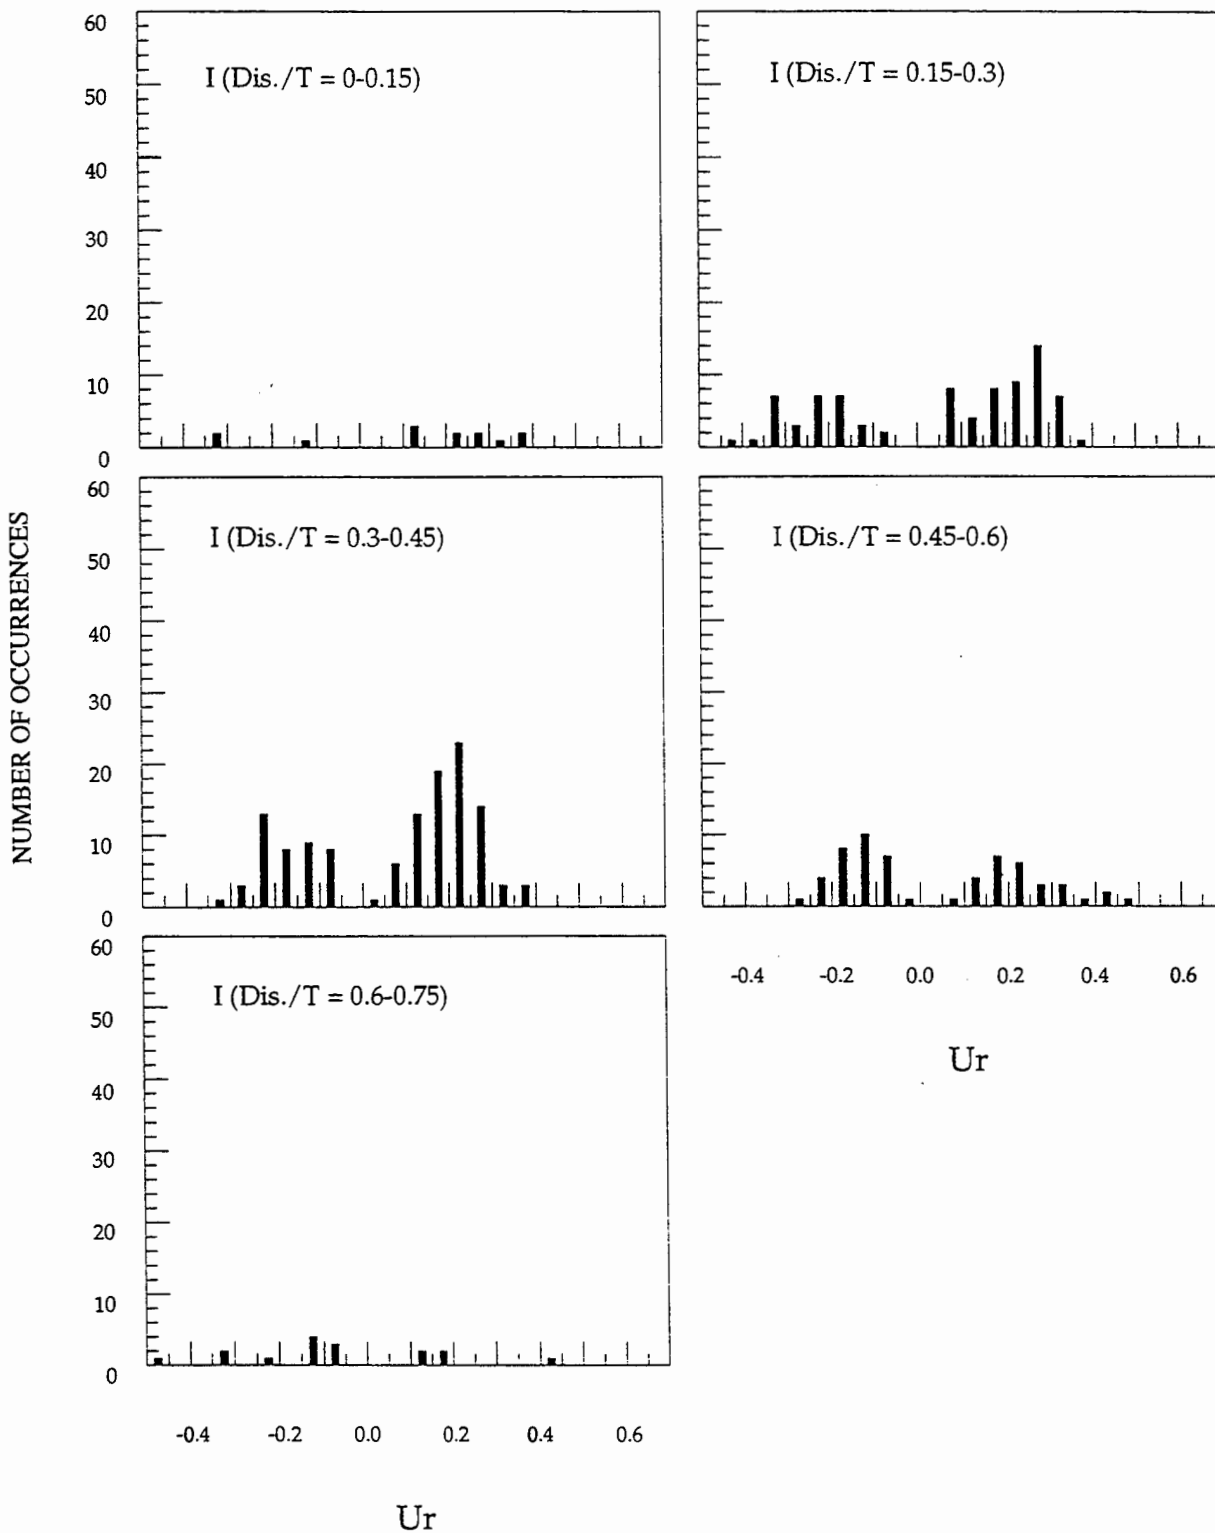 I (Dis./T = 0-0.15)
60
50
40
30
20
10
0
I (Dis./T = 0.15-0.3)
NUMBER OF OCCURRENCES
I (Dis./T = 0.3-0.45)
60
50
40
30
20
10
0
I (Dis./T = 0.45-0.6)
-0.4 -0.2 0.0 0.2 0.4 0.6
Ur
I (Dis./T = 0.6-0.75)
60
50
40
30
20
10
0
-0.4 -0.2 0.0 0.2 0.4 0.6
Ur